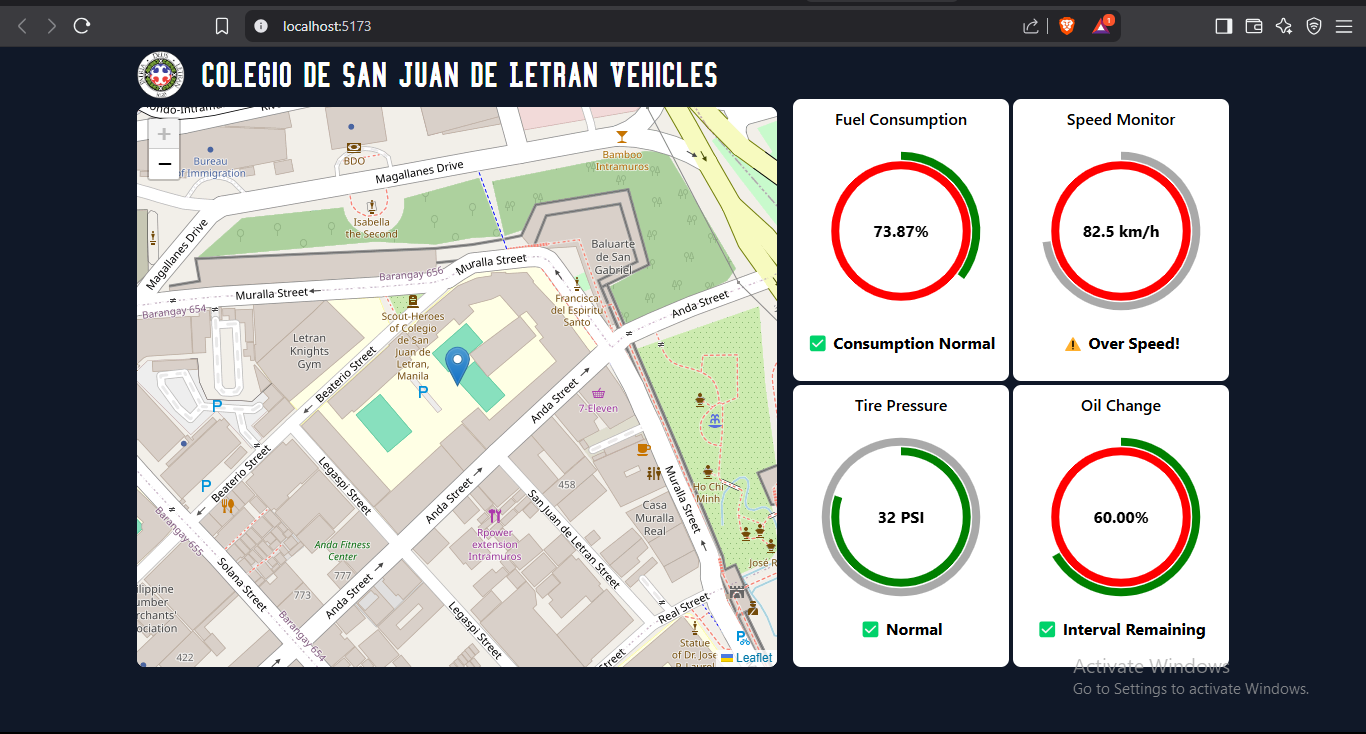 localhost:5173
1
COLEGIO DE SAN JUAN DE LETRAN VEHICLES
+
−
Bureau
of Immigration
BDO
Magallanes Drive
Bamboo
Intramuros
Isabella
the Second
Magallanes Drive
Baluarte
de San
Gabriel
Muralla Street
Barangay 656
Muralla Street
Barangay 654
Francisca
del Espiritu
Santo
Anda Street
Scout-Heroes
of Colegio
de San
Juan de
Letran,
Manila
Letran
Knights
Gym
Beaterio Street
P
P
Anda Street
7-Eleven
Beaterio Street
Legaspi Street
P
Muralla Street
Ho Chi
Minh
458
Casa
Muralla
Real
Anda Street
San Juan de Letran Street
Barangay 655
Rpower
extension
Intramuros
Anda Fitness
Center
777
Solana Street
773
Anda Street
Legaspi Street
Real Street
Barangay 654
422
Statue
of Dr. Jose
P
Leaflet
Fuel Consumption
73.87%
Consumption Normal
Speed Monitor
82.5 km/h
Over Speed!
Tire Pressure
32 PSI
Normal
Oil Change
60.00%
Interval Remaining
Activate Windows
Go to Settings to activate Windows.